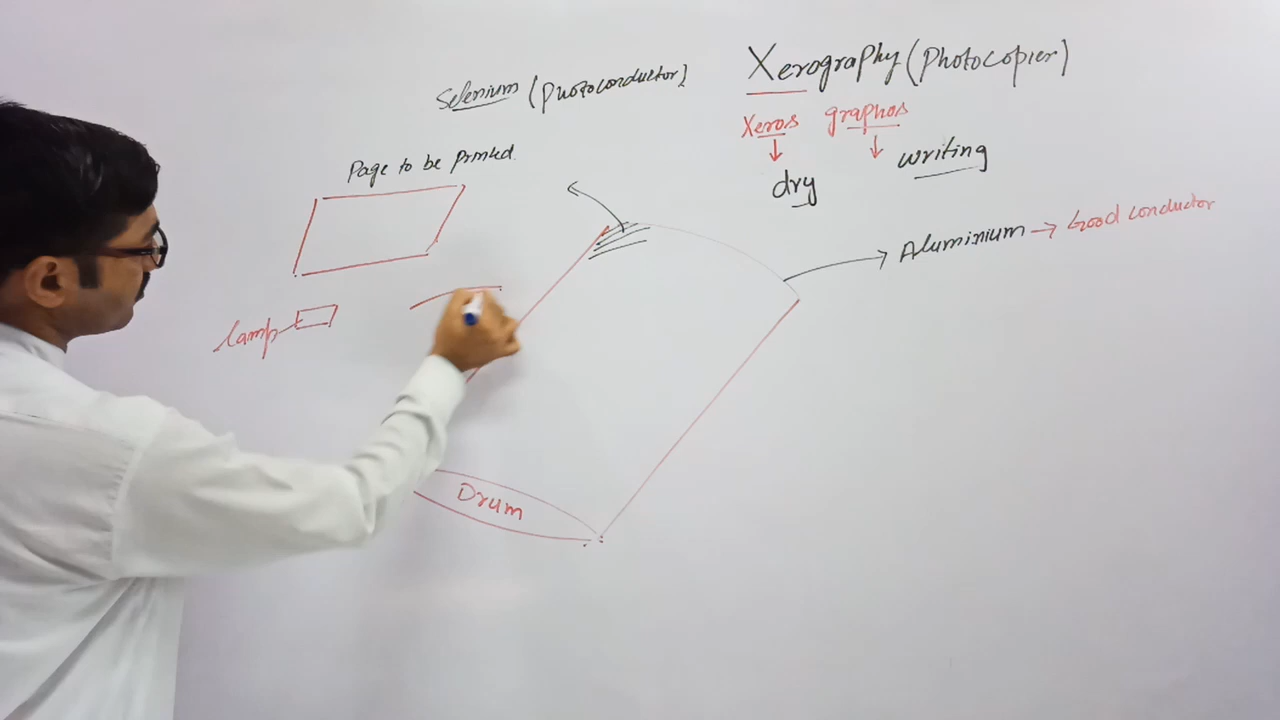 Xerography (Photocopier)
Selenium (Photoconductor)
Xeros graphos
dry writing
Page to be printed
Aluminium → Good conductor
lamp
Drum